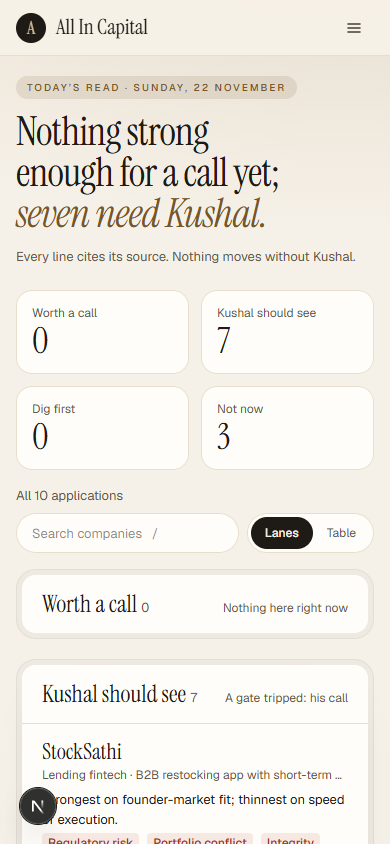 A All In Capital
TODAY'S READ · SUNDAY, 22 NOVEMBER
Nothing strong
enough for a call yet;
seven need Kushal.
Every line cites its source. Nothing moves without Kushal.
Worth a call
0
Kushal should see
7
Dig first
0
Not now
3
All 10 applications
Search companies /
Lanes
Table
Worth a call 0
Nothing here right now
Kushal should see 7
A gate tripped: his call
StockSathi
Lending fintech · B2B restocking app with short-term ...
rongest on founder-market fit; thinnest on speed
execution.
N
Regulatory risk
Portfolio conflict
Integrity